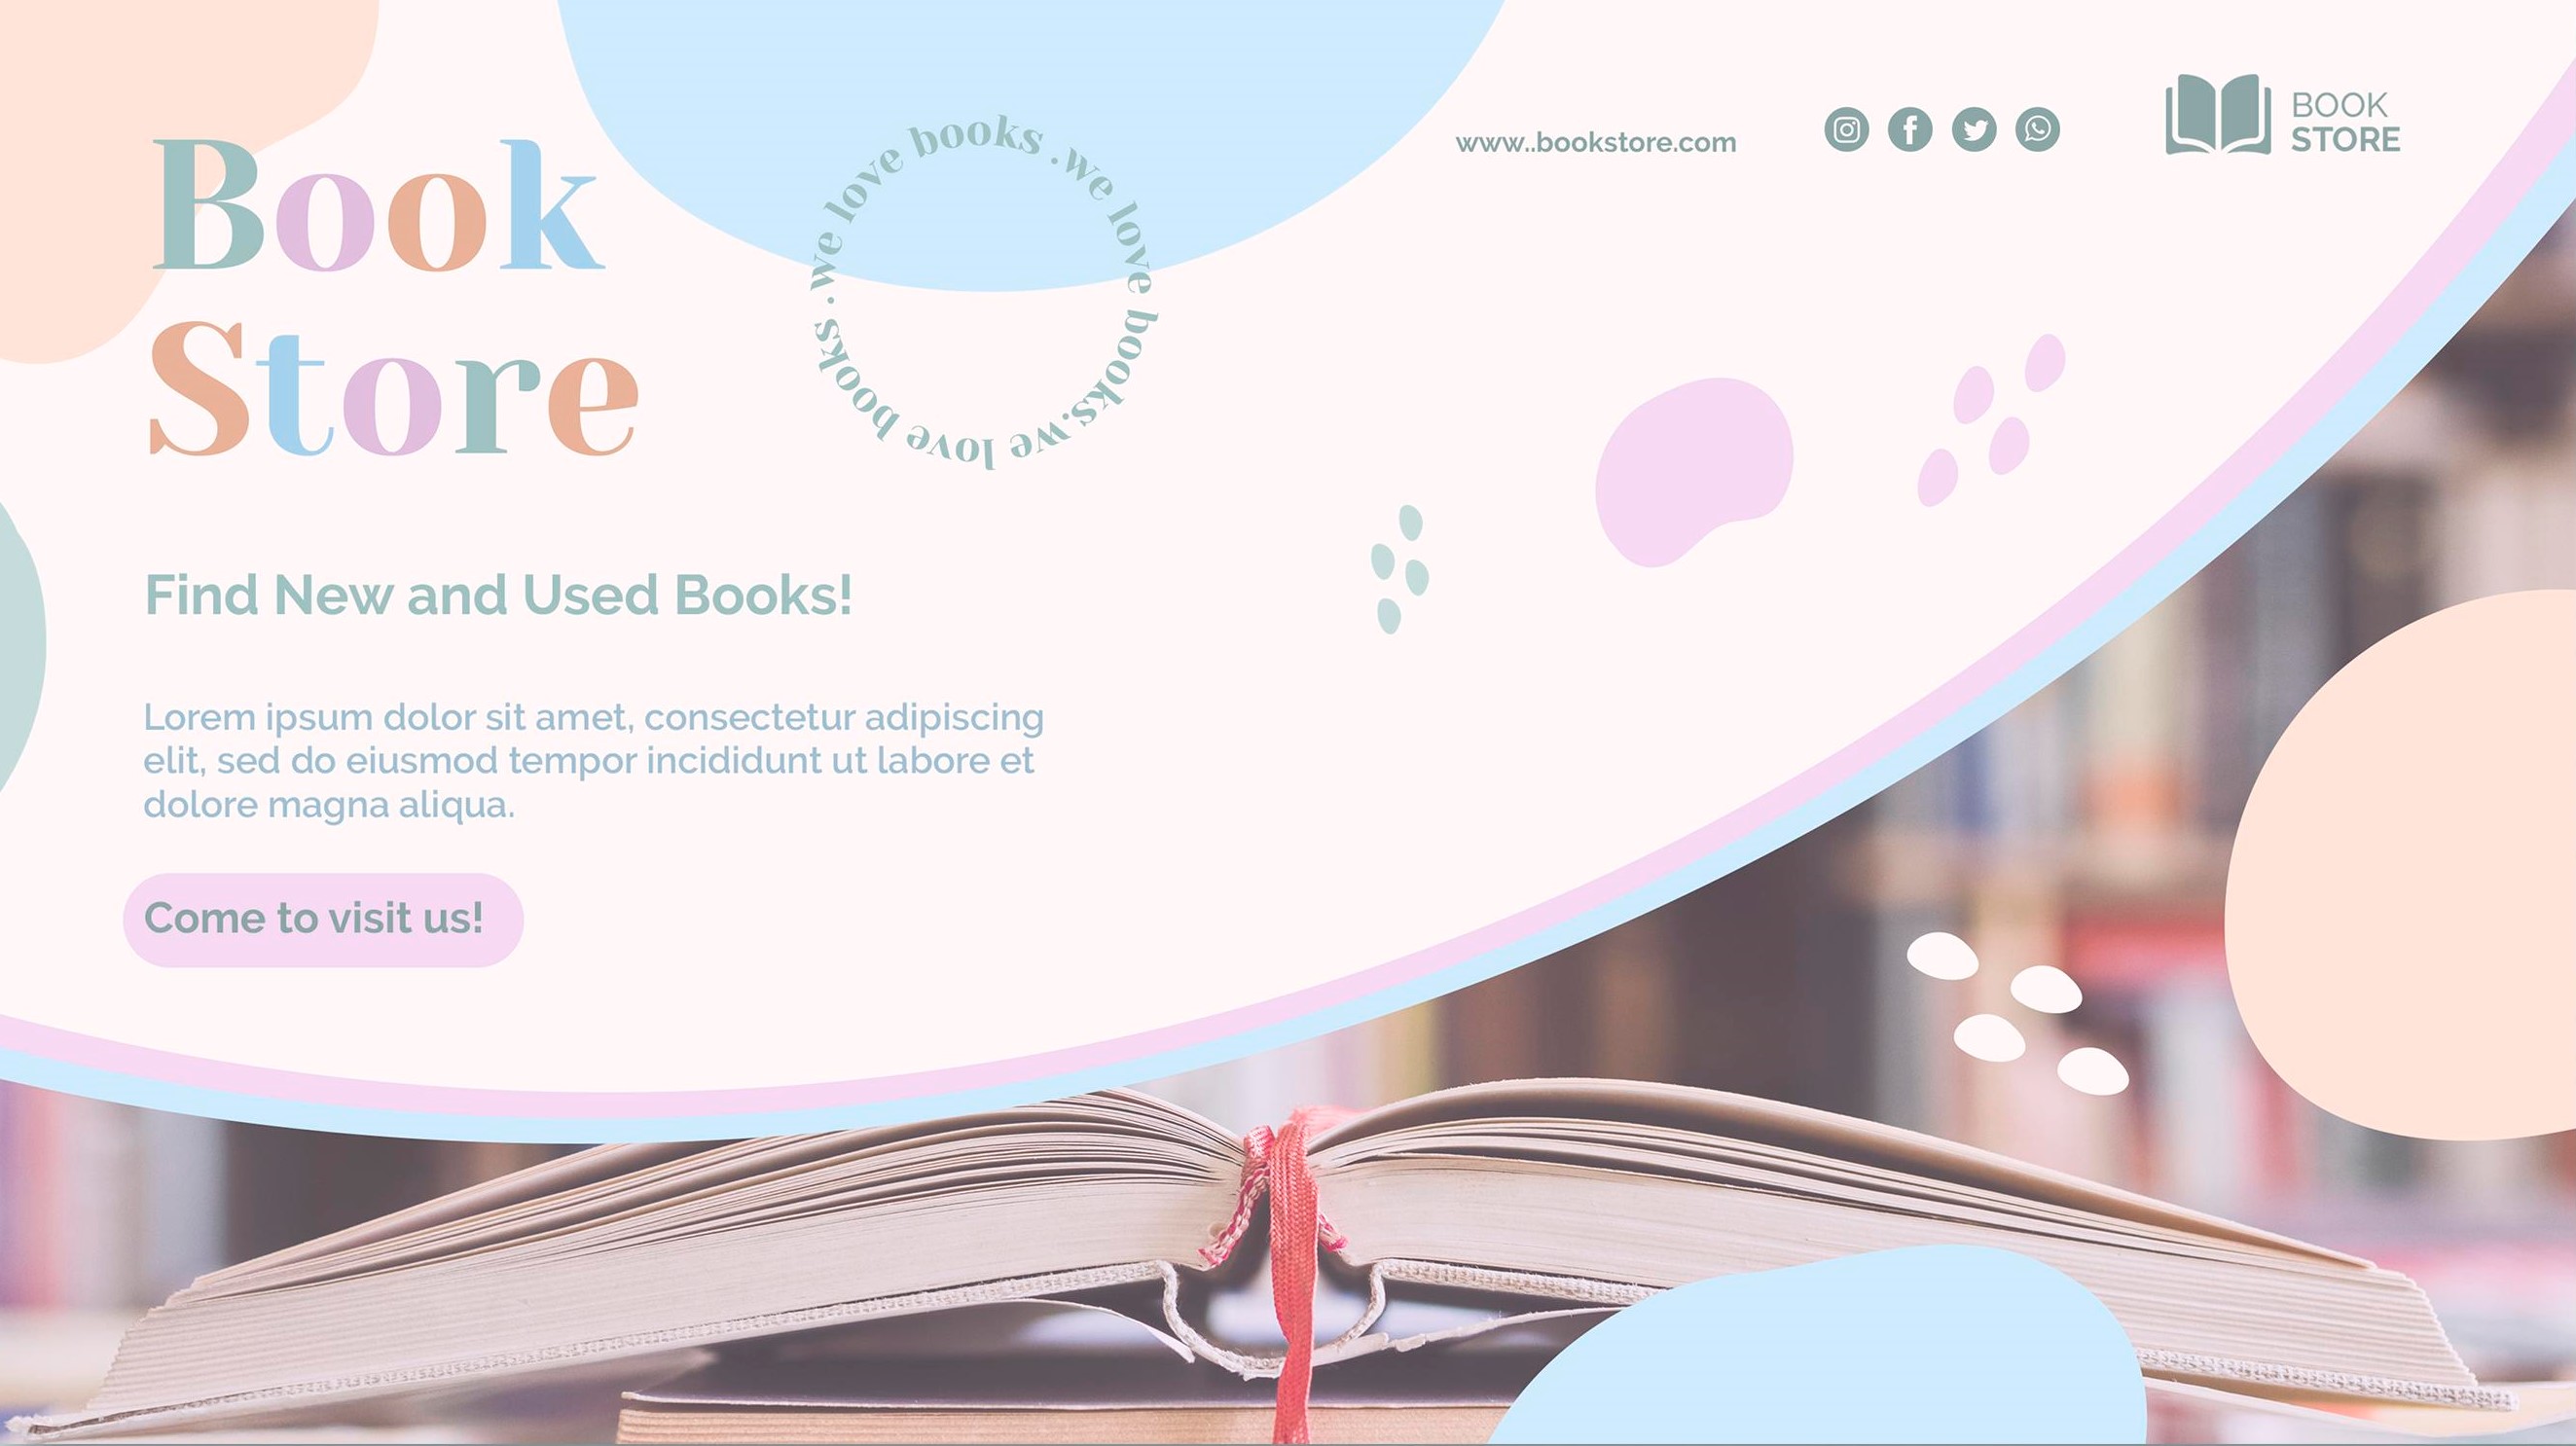 Book
Store
.we love books .we love books.we love books
www..bookstore.com
BOOK
STORE
Find New and Used Books!
Lorem ipsum dolor sit amet, consectetur adipiscing
elit, sed do eiusmod tempor incididunt ut labore et
dolore magna aliqua.
Come to visit us!